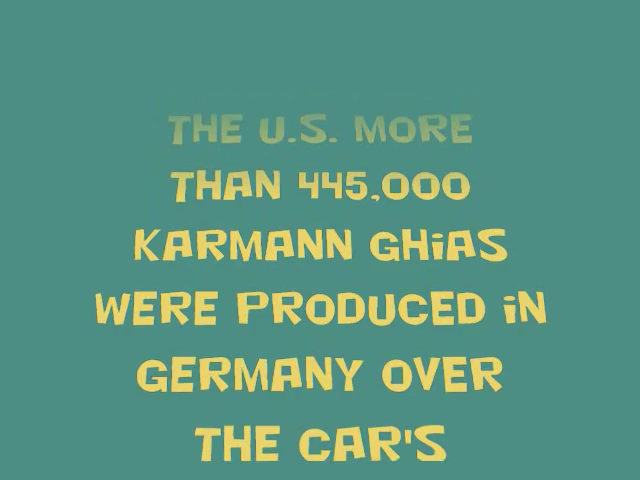 THE U.S. MORE
THAN 445,000
KARMANN GHiAS
WERE PRODUCED iN
GERMANY OVER
THE CAR'S